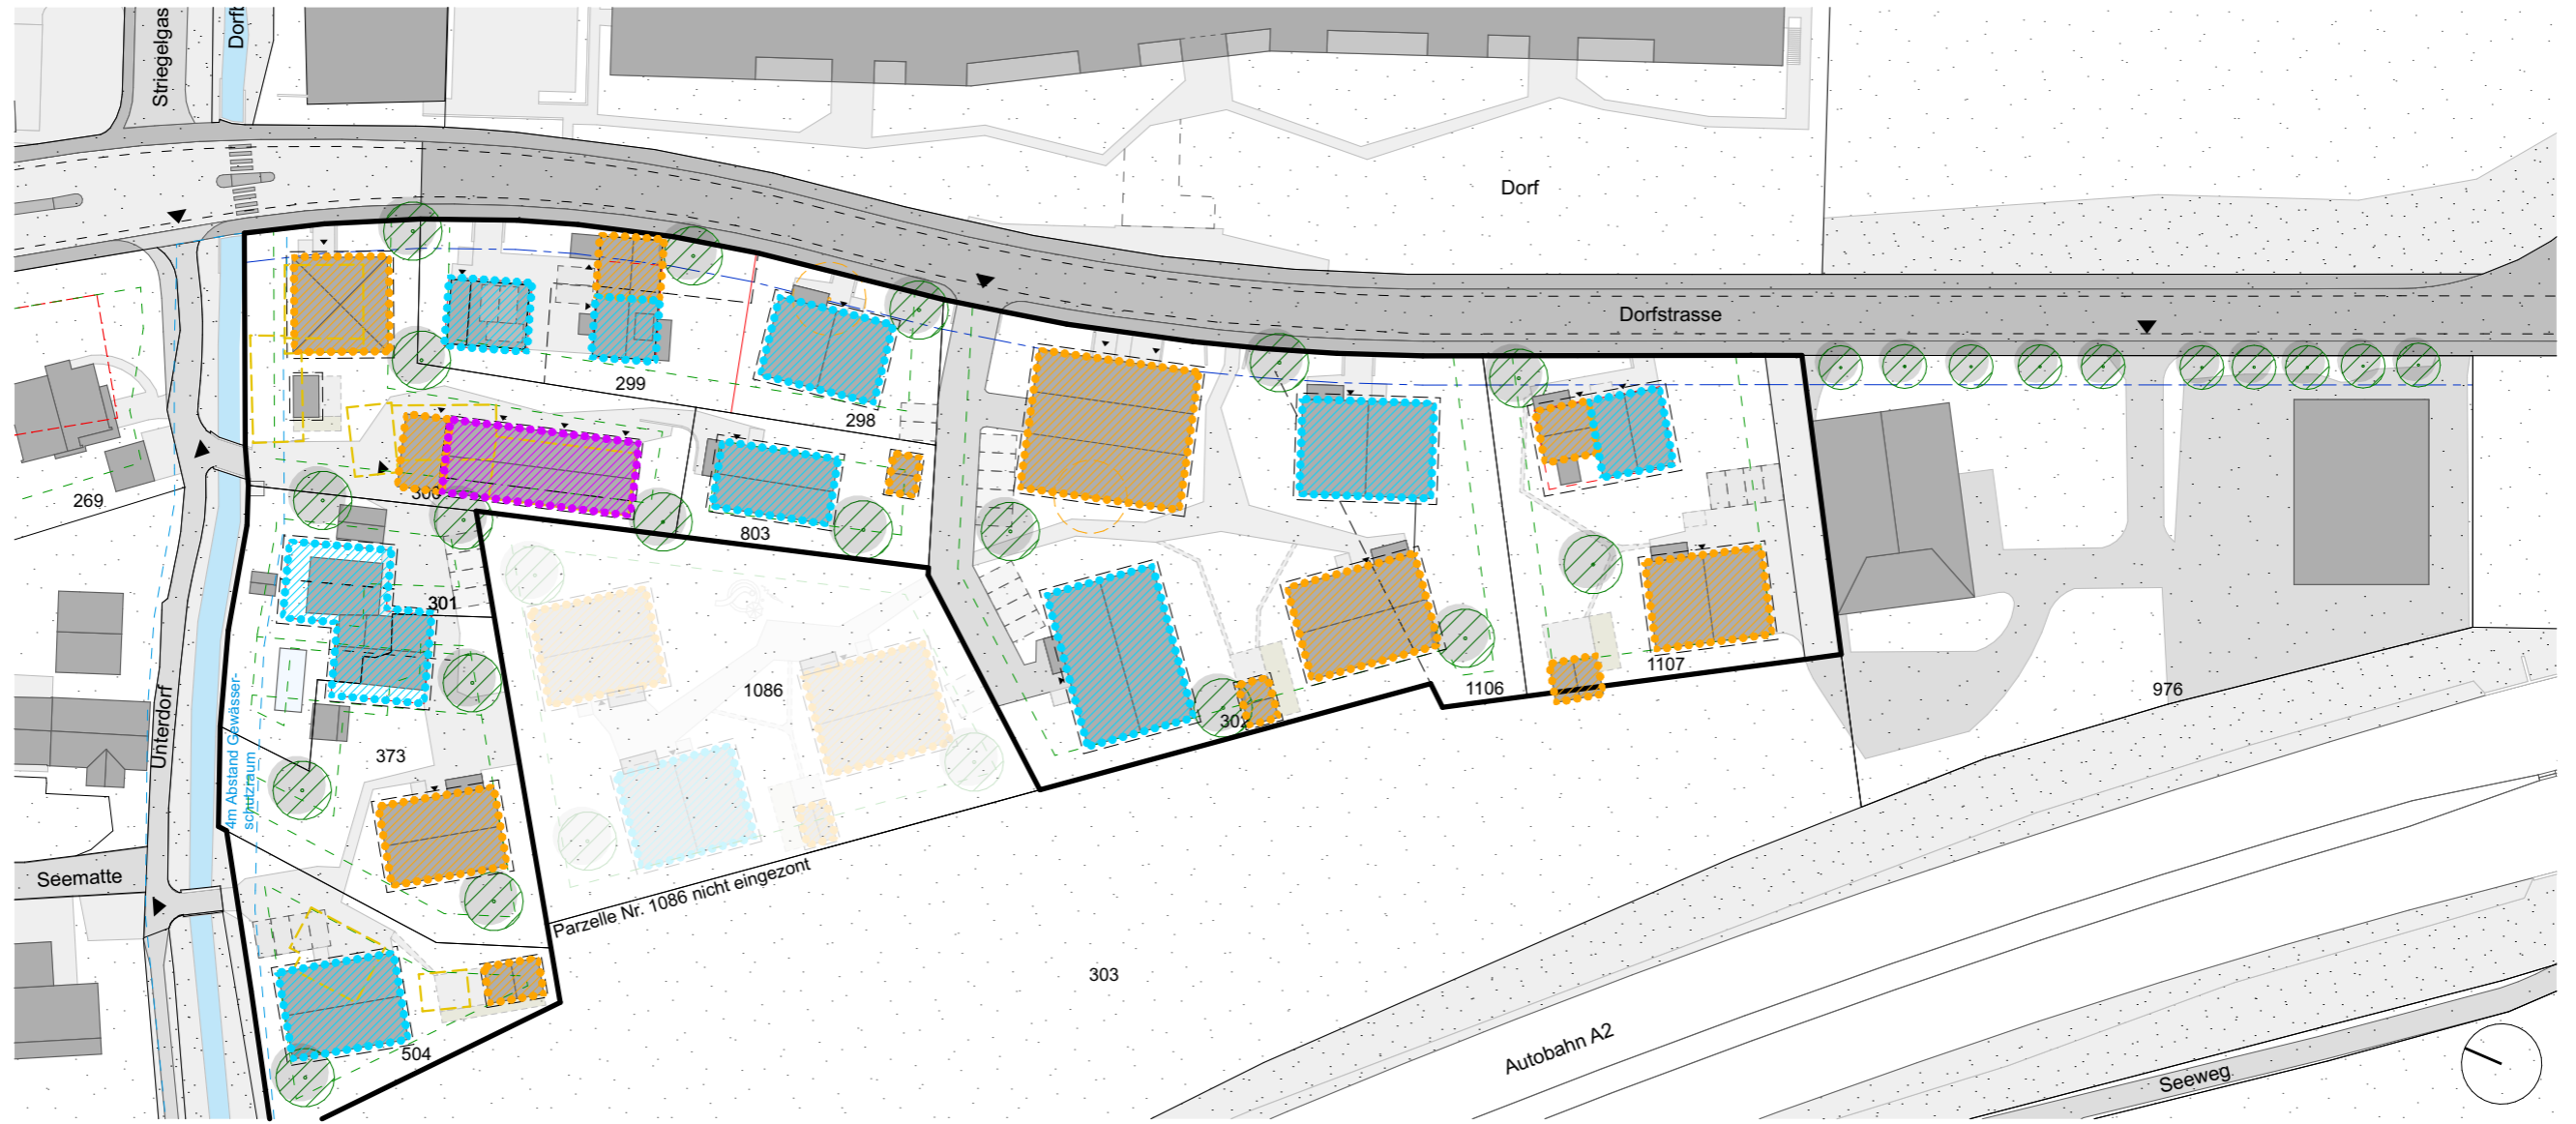 Striegelgas
Dorf
Dorfstrasse
299
298
269
300
803
301
1086
302
1106
1107
976
Unterdorf
4m Abstand Gewässer-
schutzraum
373
Seematte
Parzelle Nr. 1086 nicht eingezont
303
504
Autobahn A2
Seeweg